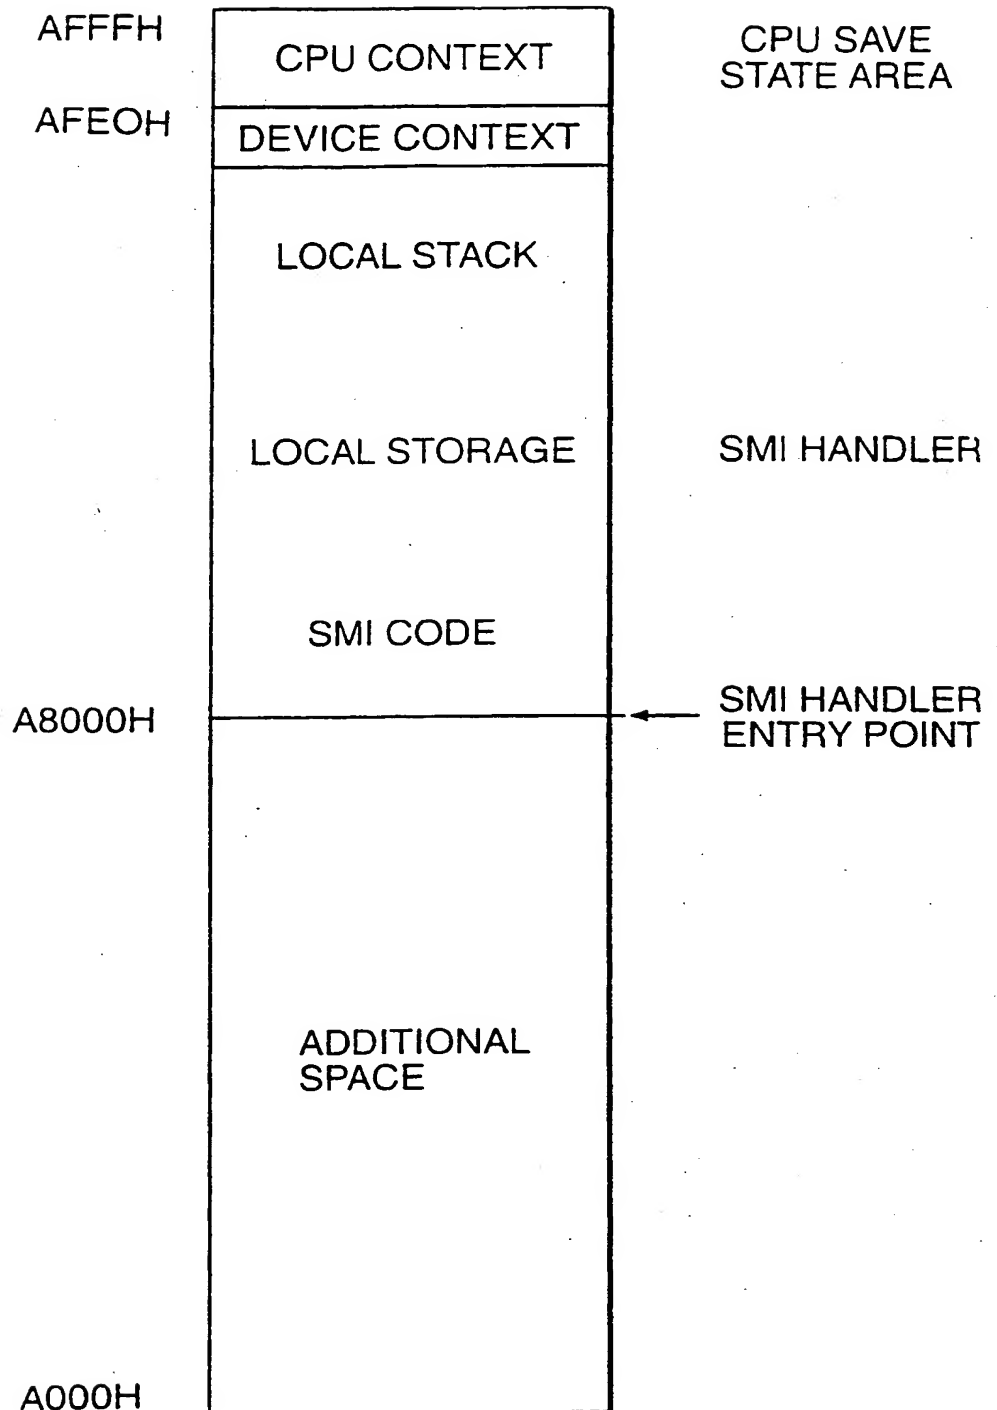 AFFFH
CPU CONTEXT
CPU SAVE
STATE AREA
AFEOH
DEVICE CONTEXT
LOCAL STACK
LOCAL STORAGE
SMI HANDLER
SMI CODE
A8000H
SMI HANDLER
ENTRY POINT
ADDITIONAL
SPACE
A000H